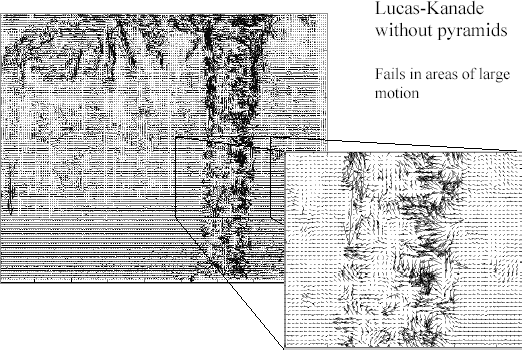 Lucas-Kanade
without pyramids
Fails in areas of large
motion